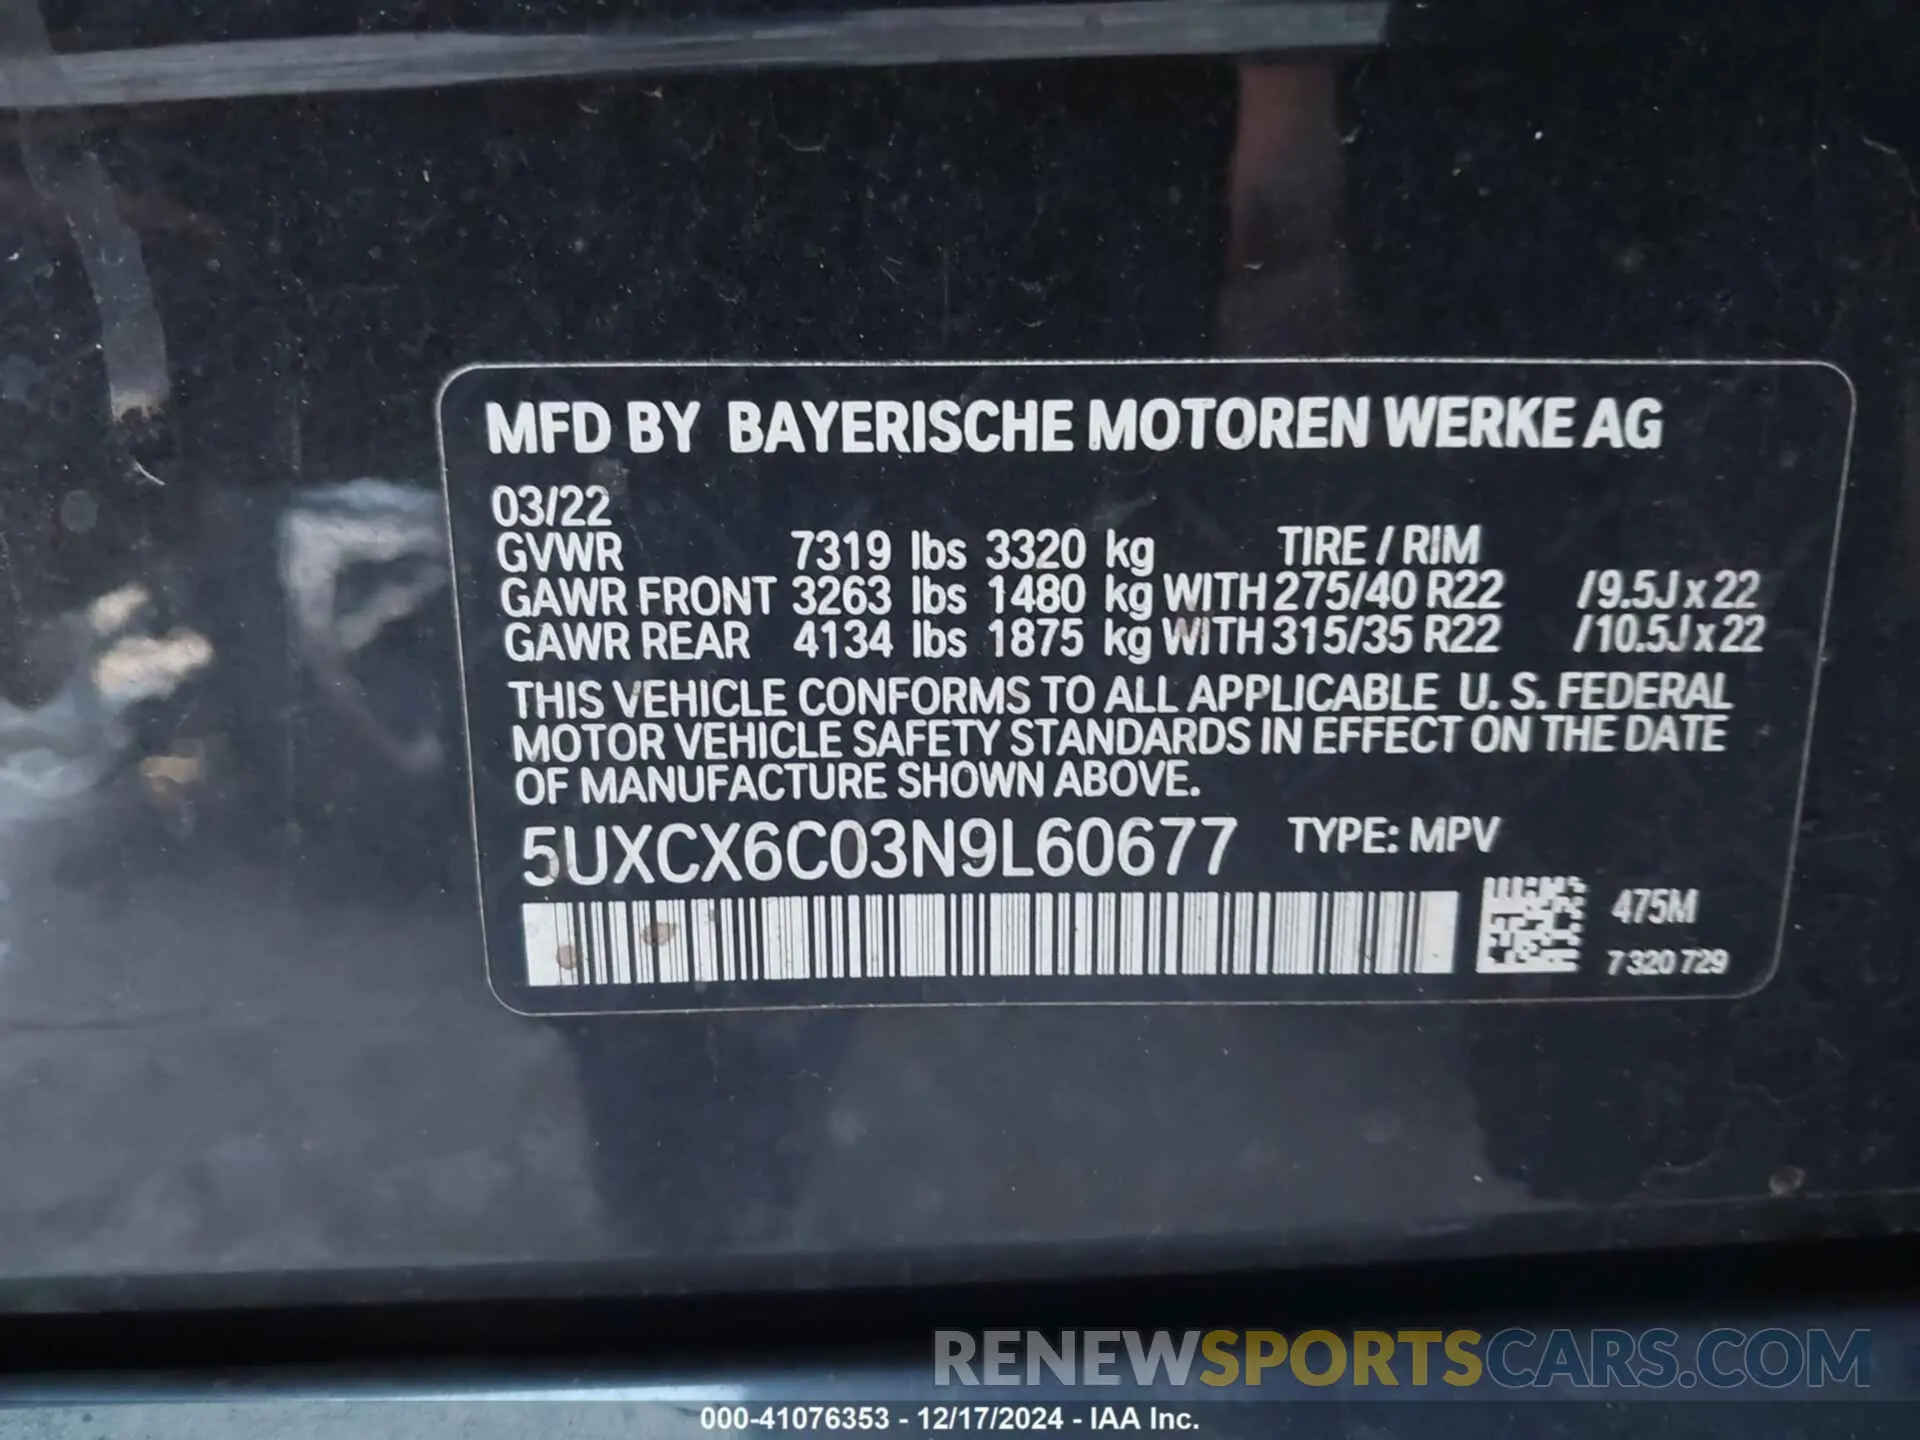 MFD BY BAYERISCHE MOTOREN WERKE AG
03/22
GVWR 7319 lbs 3320 kg TIRE / RIM
GAWR FRONT 3263 lbs 1480 kg WITH 275/40 R22 /9.5J x 22
GAWR REAR 4134 lbs 1875 kg WITH 315/35 R22 /10.5J x 22
THIS VEHICLE CONFORMS TO ALL APPLICABLE U. S. FEDERAL
MOTOR VEHICLE SAFETY STANDARDS IN EFFECT ON THE DATE
OF MANUFACTURE SHOWN ABOVE.
5UXCX6C03N9L60677 TYPE: MPV
475M
7 320 729
RENEWSPORTSCARS.COM
000-41076353 - 12/17/2024 - IAA Inc.